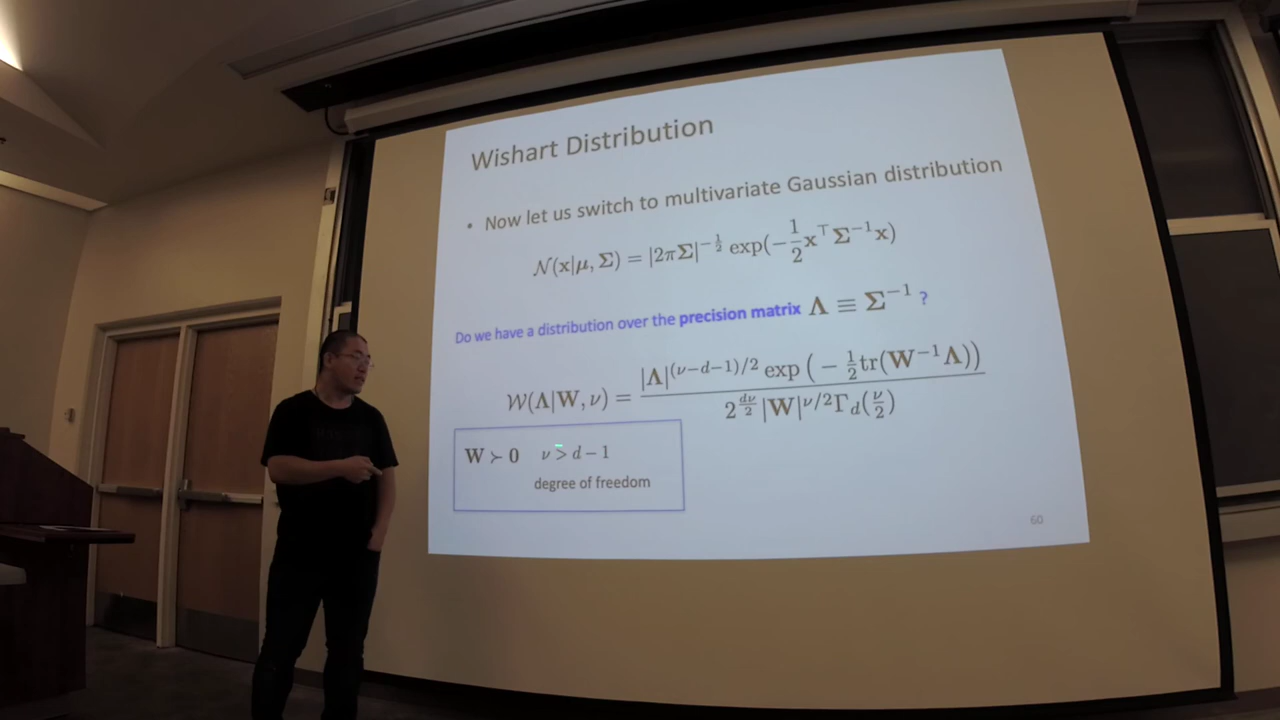 Wishart Distribution
• Now let us switch to multivariate Gaussian distribution
𝒩(x|μ, Σ) = |2πΣ|^{-1/2} exp(-1/2 x^⊤ Σ^{-1} x)
Do we have a distribution over the precision matrix Λ ≡ Σ^{-1} ?
𝒲(Λ|W, ν) = \frac{|Λ|^{(ν-d-1)/2} exp(-1/2 tr(W^{-1}Λ))}{2^{dν/2} |W|^{ν/2} Γ_d(ν/2)}
W ≻ 0 ν > d − 1
degree of freedom
60